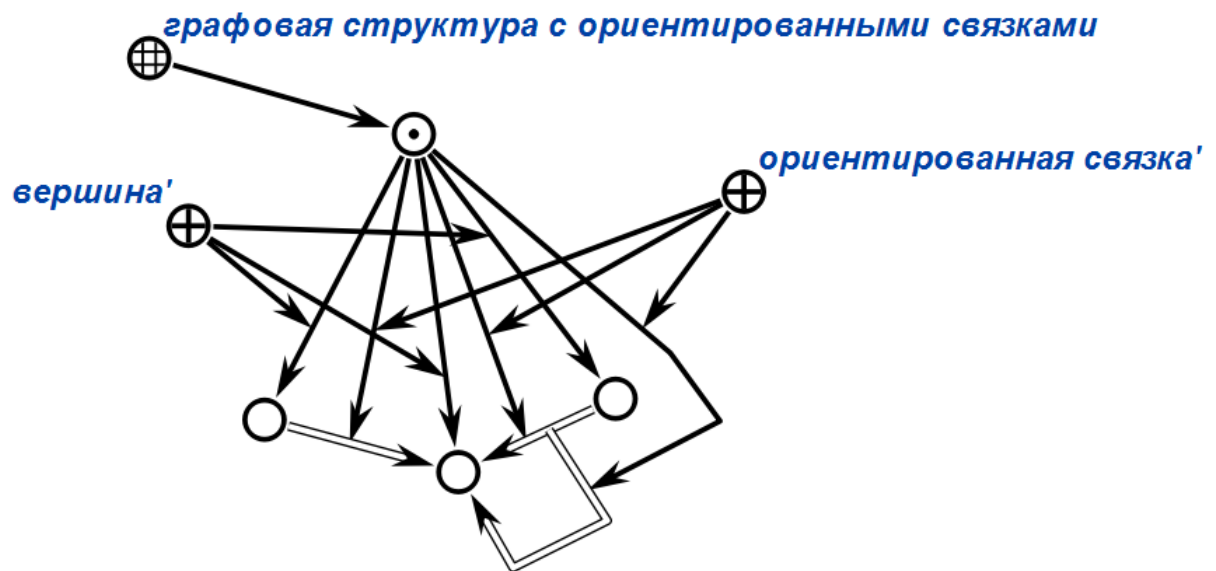 графовая структура с ориентированными связками
ориентированная связка'
вершина'